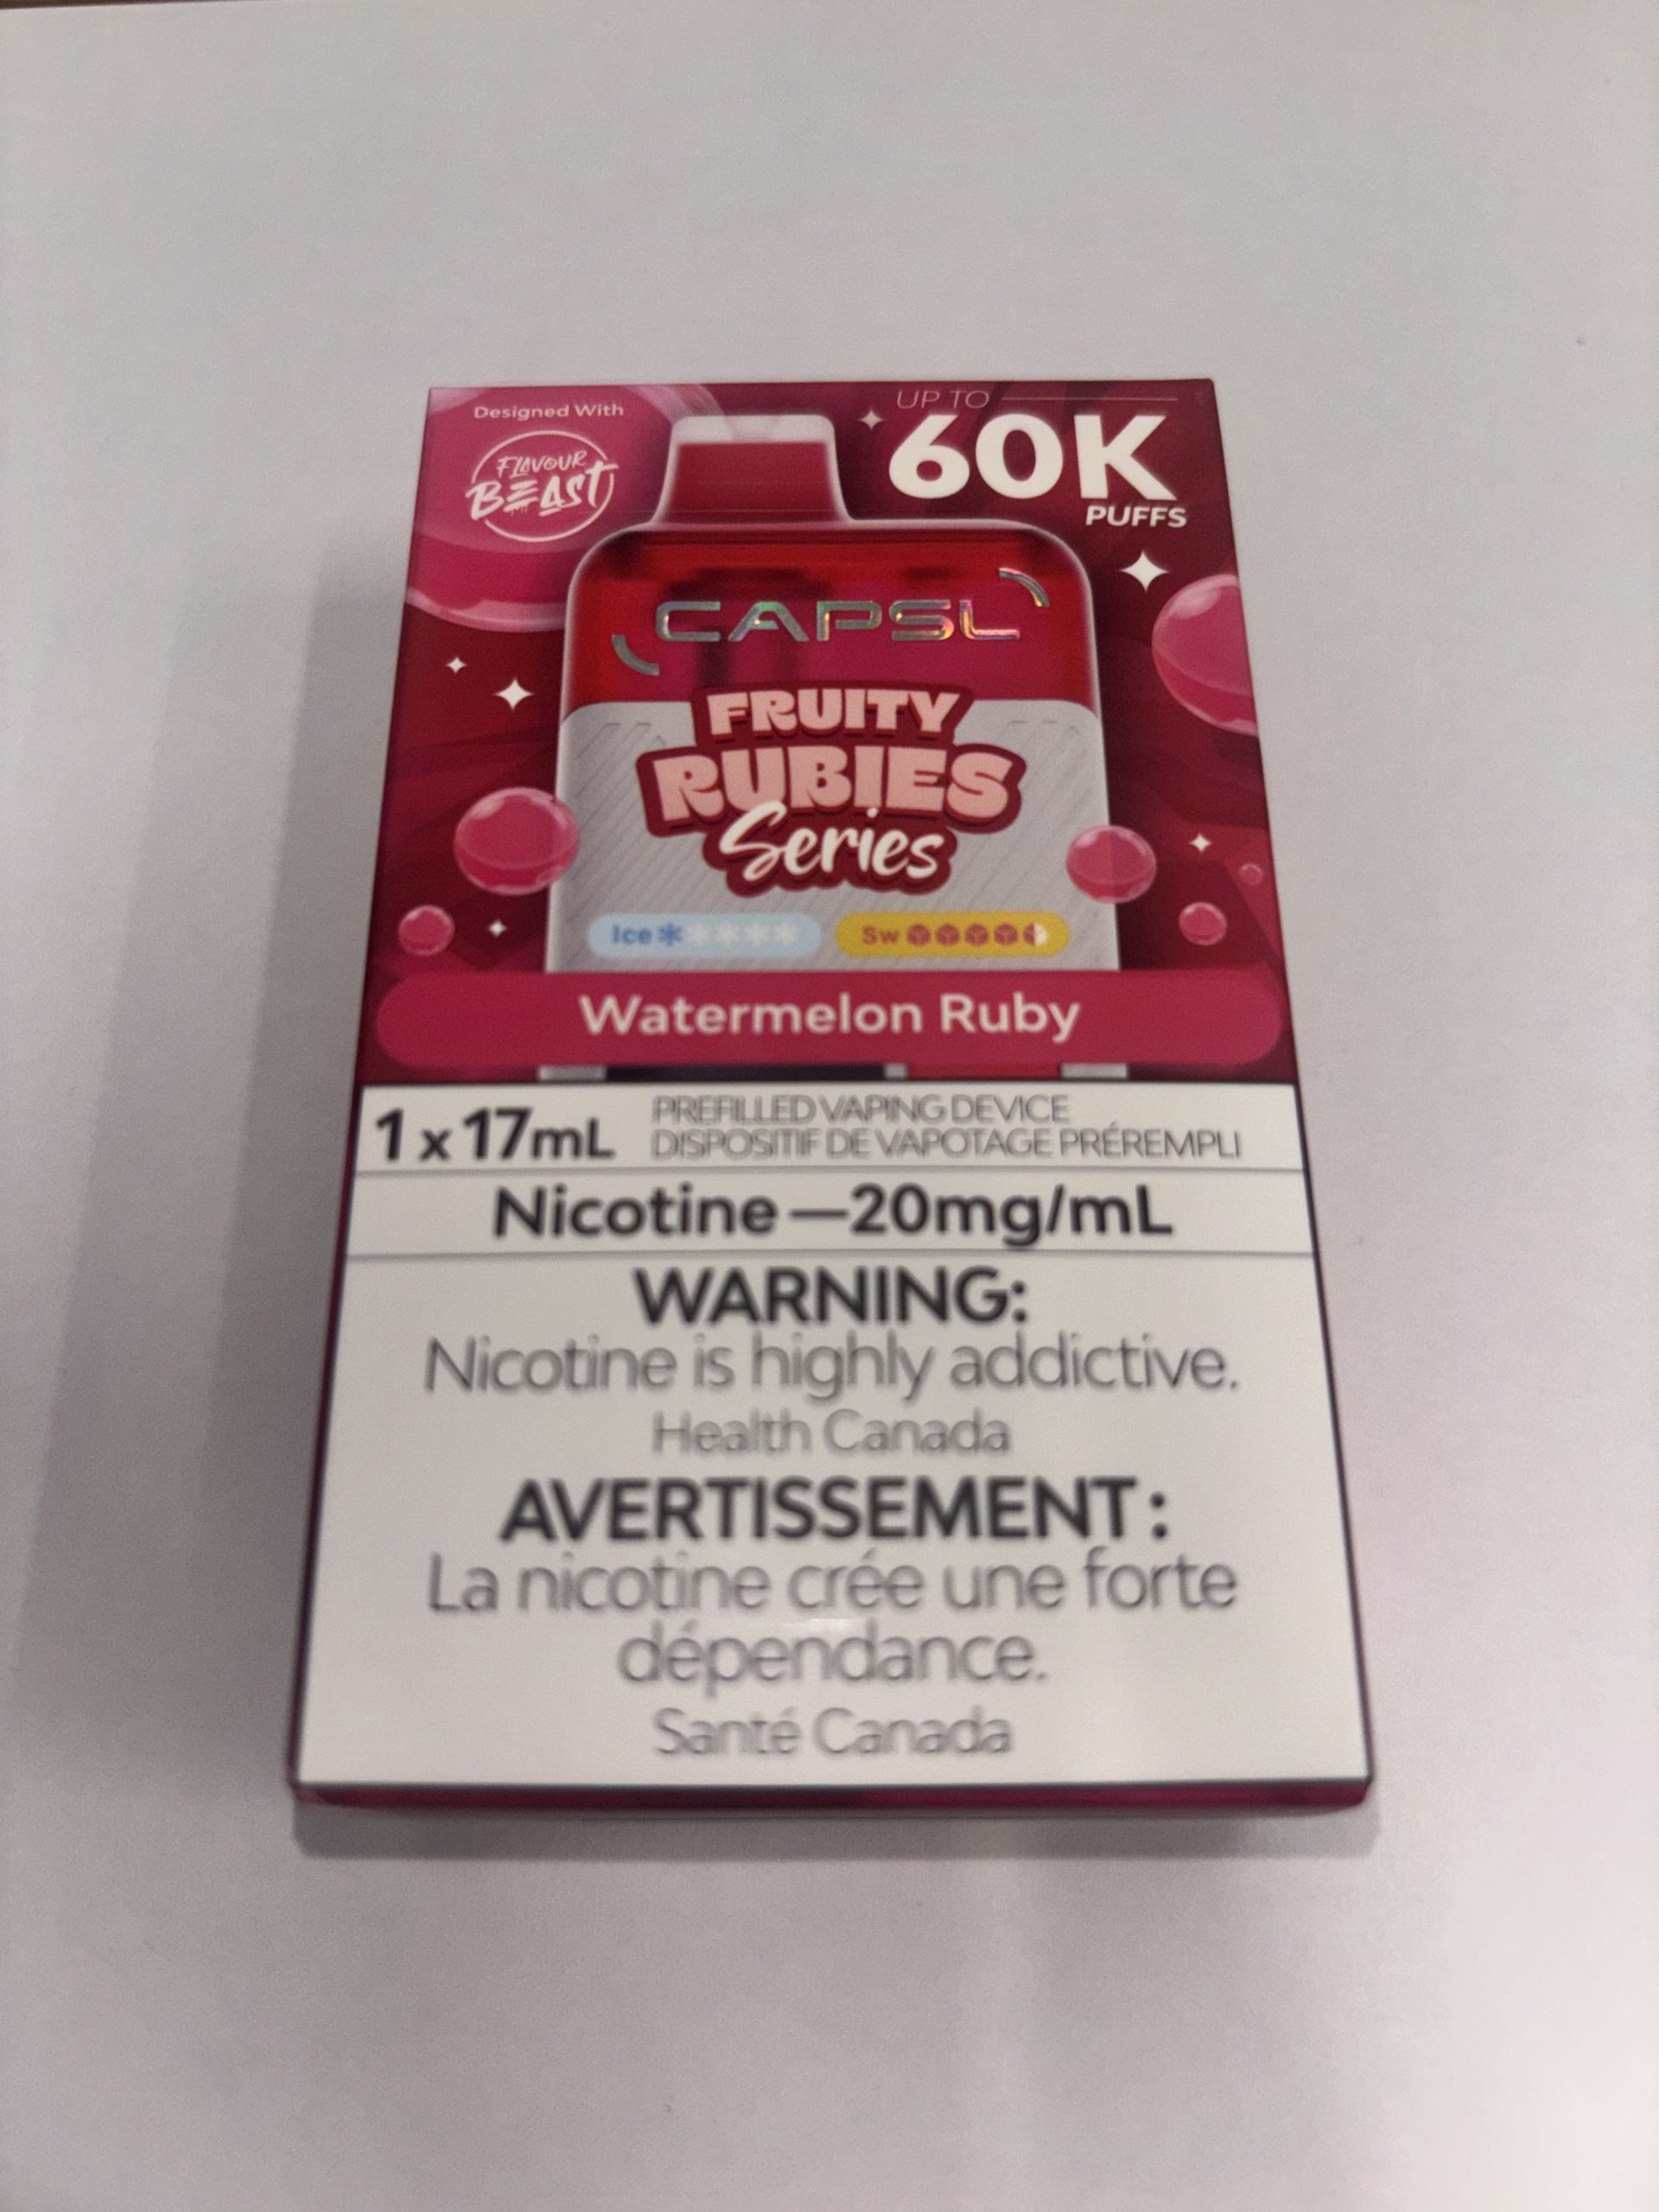 Designed With
FLAVOUR
BEAST
UP TO
60K
PUFFS
CAPSL
FRUITY
RUBIES
Series
Ice
Sw
Watermelon Ruby
1 x 17mL
PREFILLED VAPING DEVICE
DISPOSITIF DE VAPOTAGE PRÉREMPLI
Nicotine—20mg/mL
WARNING:
Nicotine is highly addictive.
Health Canada
AVERTISSEMENT :
La nicotine crée une forte
dépendance.
Santé Canada